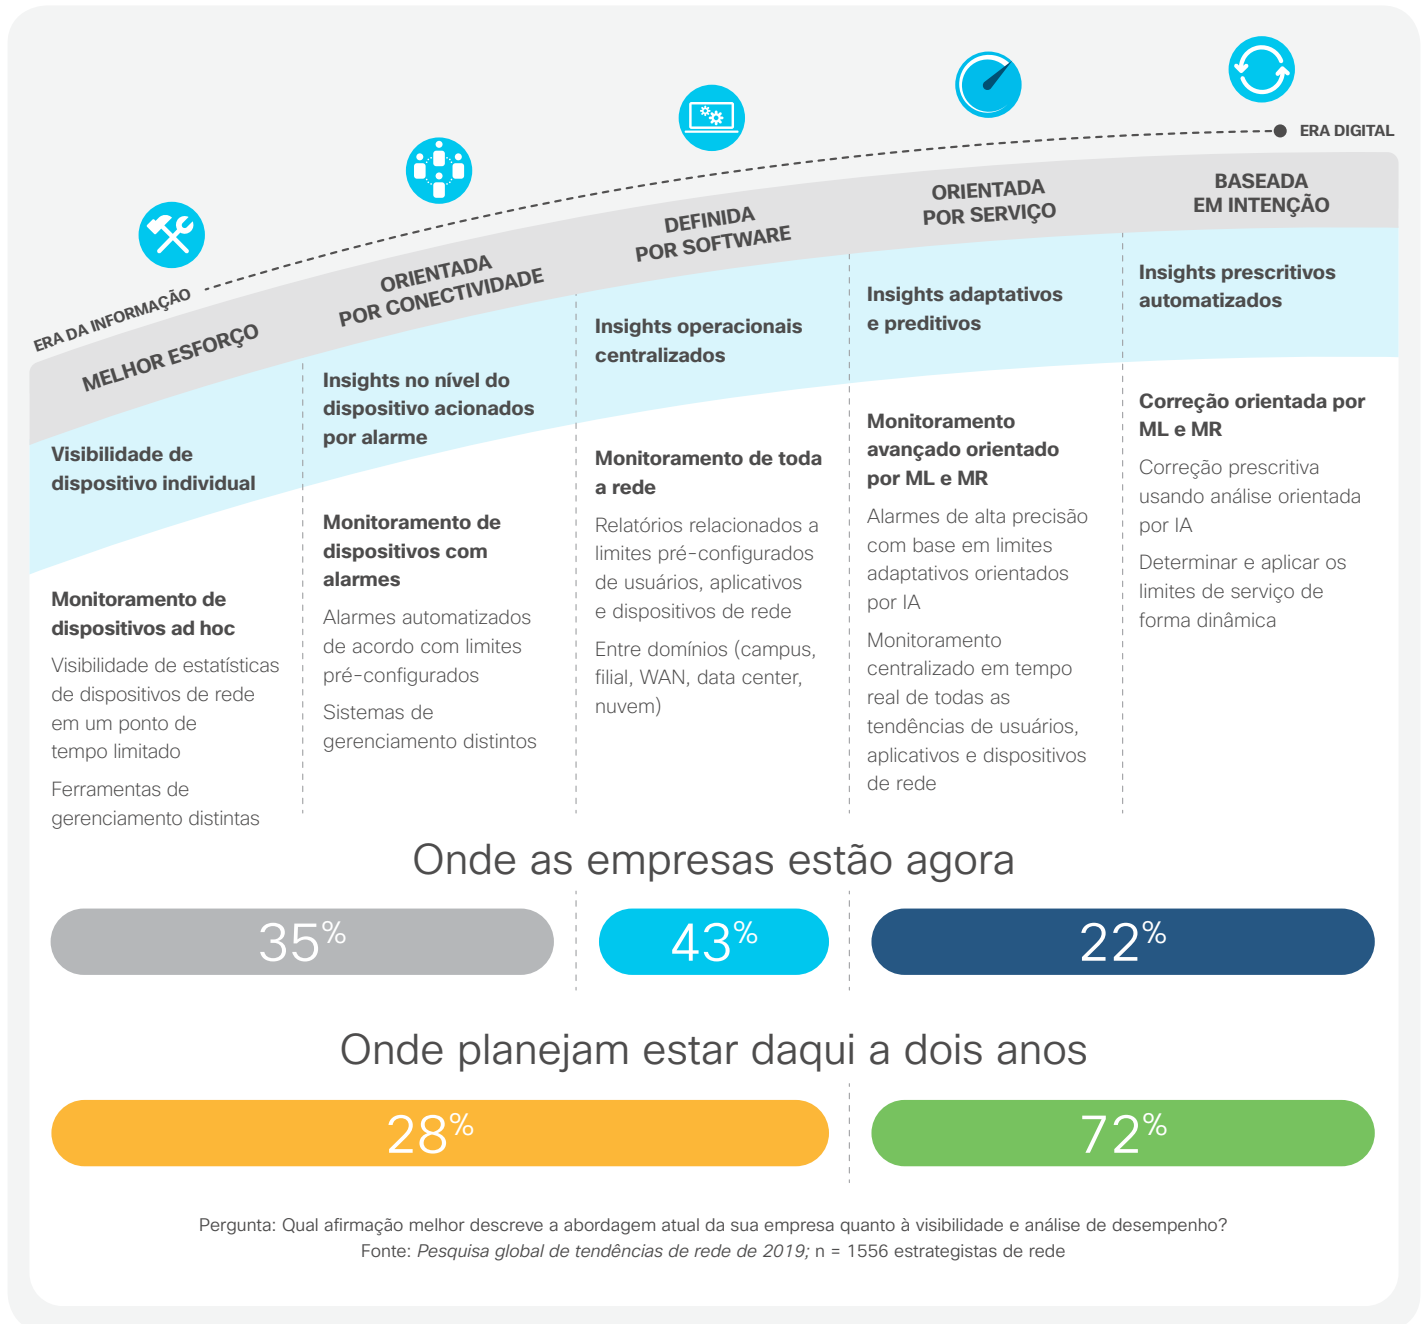 ERA DIGITAL
ERA DA INFORMAÇÃO
MELHOR ESFORÇO
Visibilidade de
dispositivo individual
Monitoramento de
dispositivos ad hoc
Visibilidade de estatísticas
de dispositivos de rede
em um ponto de
tempo limitado
Ferramentas de
gerenciamento distintas
ORIENTADA
POR CONECTIVIDADE
Insights no nível do
dispositivo acionados
por alarme
Monitoramento de
dispositivos com
alarmes
Alarmes automatizados
de acordo com limites
pré-configurados
Sistemas de
gerenciamento distintos
DEFINIDA
POR SOFTWARE
Insights operacionais
centralizados
Monitoramento de toda
a rede
Relatórios relacionados a
limites pré-configurados
de usuários, aplicativos
e dispositivos de rede
Entre domínios (campus,
filial, WAN, data center,
nuvem)
ORIENTADA
POR SERVIÇO
Insights adaptativos
e preditivos
Monitoramento
avançado orientado
por ML e MR
Alarmes de alta precisão
com base em limites
adaptativos orientados
por IA
Monitoramento
centralizado em tempo
real de todas as
tendências de usuários,
aplicativos e dispositivos
de rede
BASEADA
EM INTENÇÃO
Insights prescritivos
automatizados
Correção orientada por
ML e MR
Correção prescritiva
usando análise orientada
por IA
Determinar e aplicar os
limites de serviço de
forma dinâmica
Onde as empresas estão agora
35%
43%
22%
Onde planejam estar daqui a dois anos
28%
72%
Pergunta: Qual afirmação melhor descreve a abordagem atual da sua empresa quanto à visibilidade e análise de desempenho?
Fonte: Pesquisa global de tendências de rede de 2019; n = 1556 estrategistas de rede